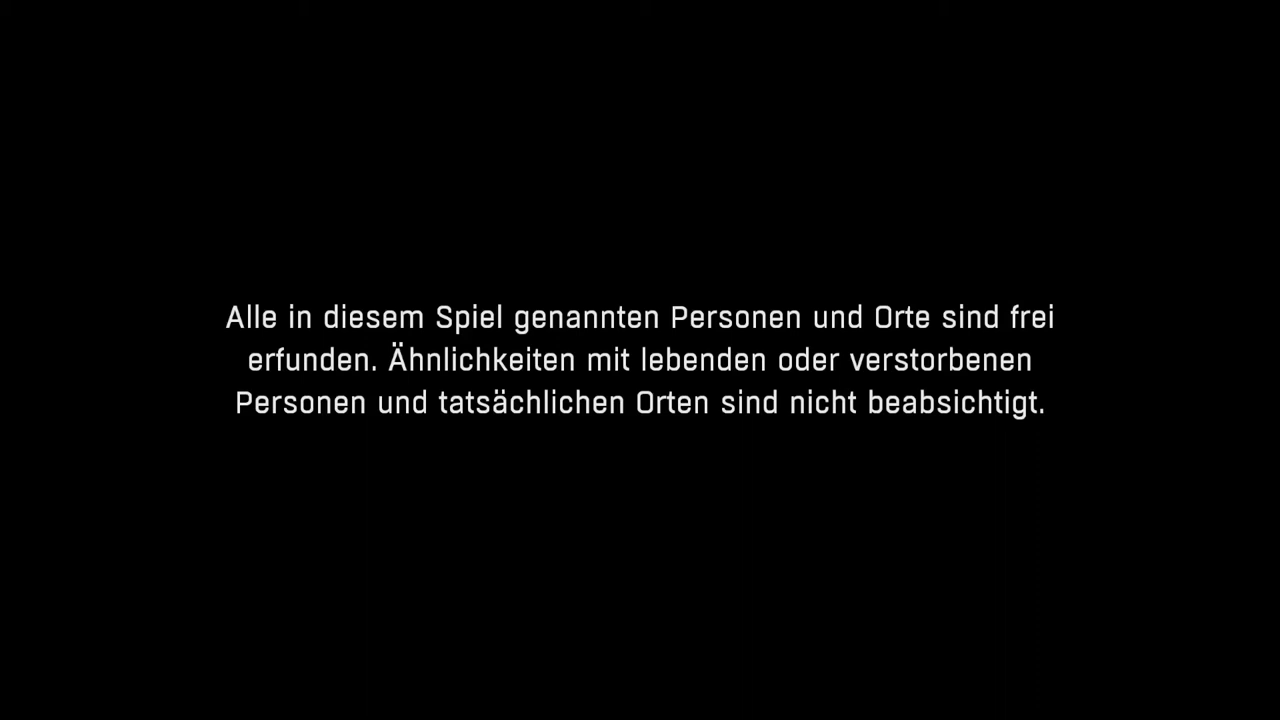 Alle in diesem Spiel genannten Personen und Orte sind frei
erfunden. Ähnlichkeiten mit lebenden oder verstorbenen
Personen und tatsächlichen Orten sind nicht beabsichtigt.